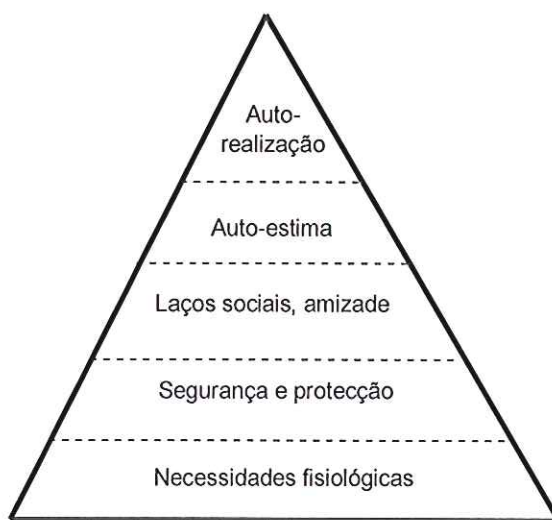 Auto-
realização
Auto-estima
Laços sociais, amizade
Segurança e protecção
Necessidades fisiológicas